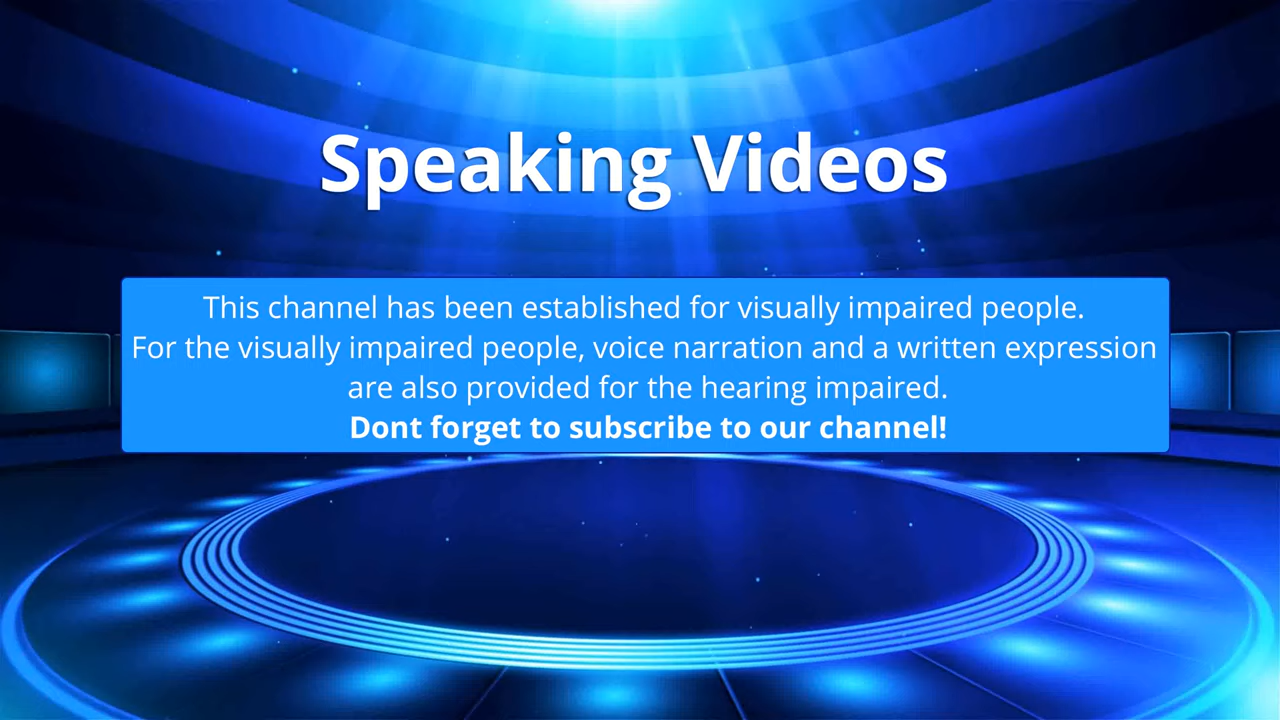 Speaking Videos
This channel has been established for visually impaired people.
For the visually impaired people, voice narration and a written expression
are also provided for the hearing impaired.
Dont forget to subscribe to our channel!